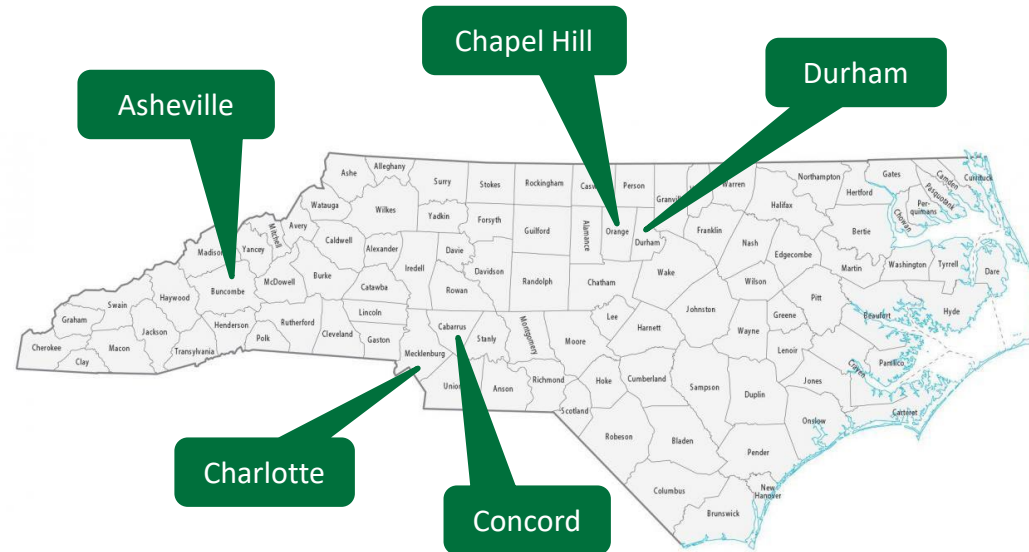 Chapel Hill
Durham
Asheville
Alleghany
Ashe
Surry
Stokes
Rockingham
Person
Granvill
Warren
Northampton
Gates
Camden
Currituck
Pasquotank
Hertford
Per-
quimans
Chowan
Watauga
Wilkes
Yadkin
Forsyth
Guilford
Alamance
Orange
Durham
Franklin
Halifax
Bertie
Nash
Mitchell
Avery
Caldwell
Alexander
Iredell
Davie
Davidson
Randolph
Chatham
Wake
Edgecombe
Martin
Washington
Tyrrell
Dare
Madison
Yancey
McDowell
Burke
Catawba
Rowan
Wilson
Pitt
Beaufort
Hyde
Buncombe
Haywood
Swain
Graham
Cherokee
Clay
Macon
Jackson
Transylvania
Henderson
Polk
Rutherford
Cleveland
Lincoln
Gaston
Mecklenburg
Cabarrus
Stanly
Montgomery
Moore
Lee
Harnett
Johnston
Wayne
Greene
Lenoir
Craven
Pamlico
Union
Anson
Richmond
Hoke
Cumberland
Sampson
Duplin
Jones
Onslow
Carteret
Scotland
Robeson
Bladen
Pender
Columbus
New
Hanover
Brunswick
Charlotte
Concord